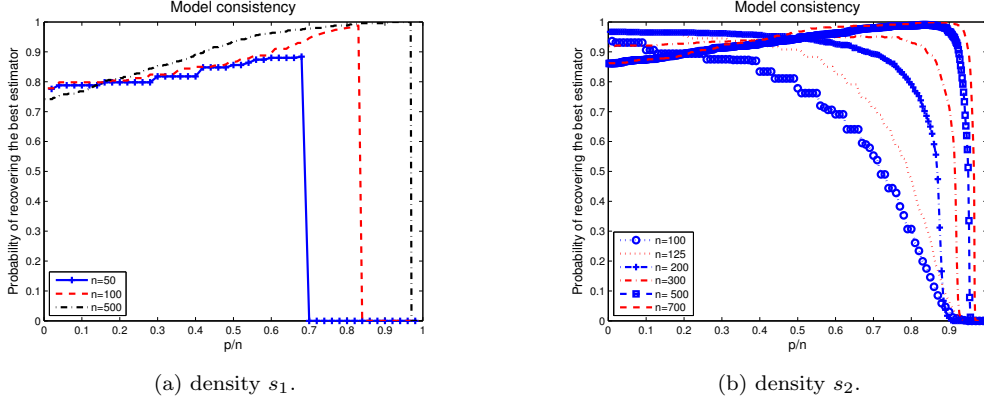 Model consistency
Probability of recovering the best estimator
1
0.9
0.8
0.7
0.6
0.5
0.4
0.3
0.2
0.1
0
n=50
n=100
n=500
0 0.1 0.2 0.3 0.4 0.5 0.6 0.7 0.8 0.9 1
p/n
(a) density s₁.
Model consistency
Probability of recovering the best estimator
1
0.9
0.8
0.7
0.6
0.5
0.4
0.3
0.2
0.1
0
n=100
n=125
n= 200
n=300
n= 500
n=700
0 0.1 0.2 0.3 0.4 0.5 0.6 0.7 0.8 0.9
p/n
(b) density s₂.